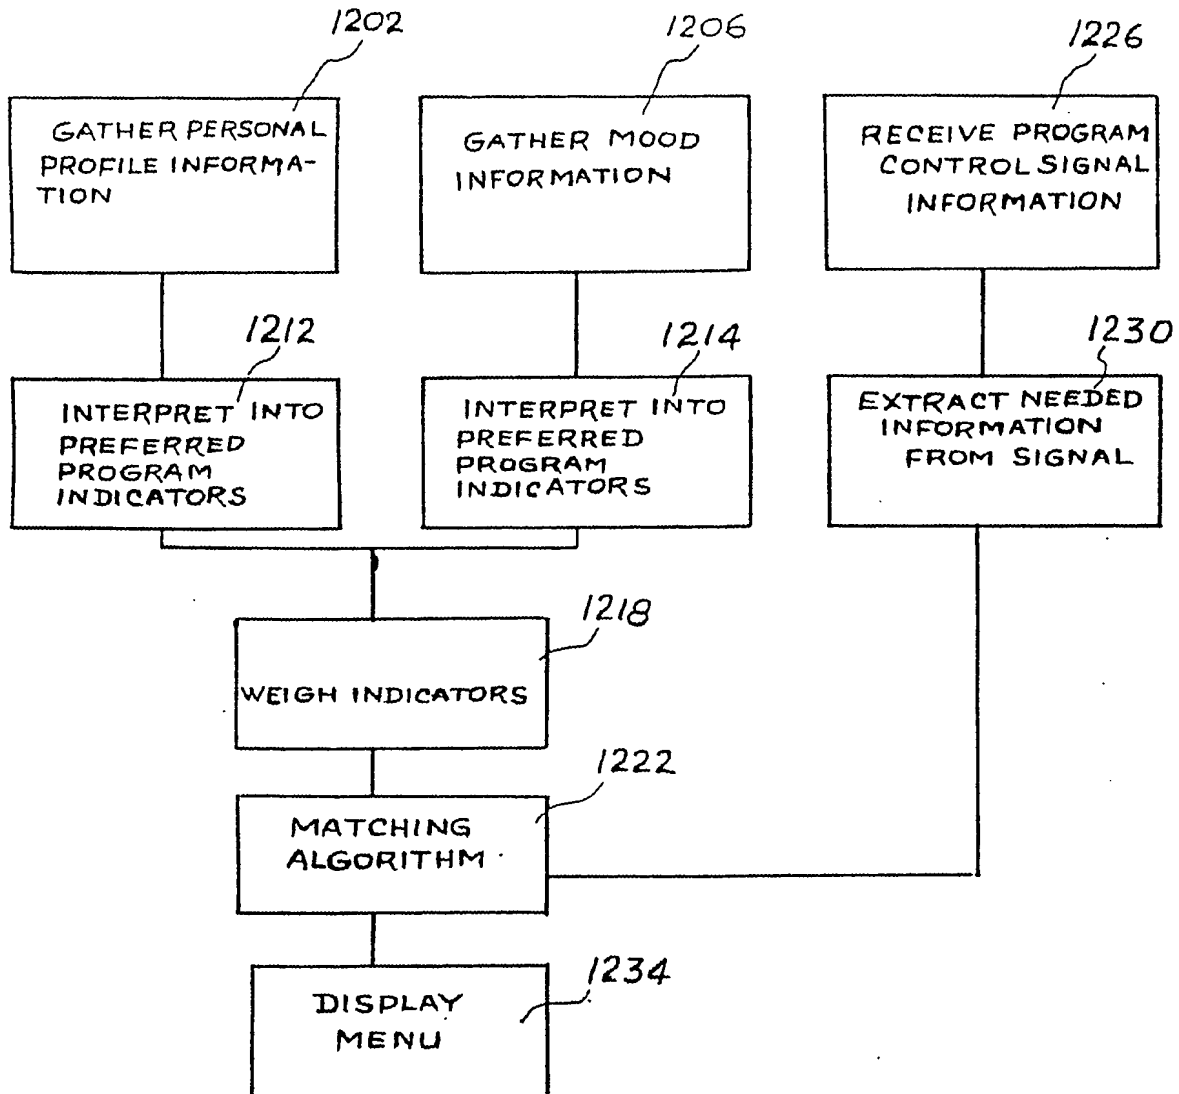 1202
GATHER PERSONAL
PROFILE INFORMA-
TION
1206
GATHER MOOD
INFORMATION
1226
RECEIVE PROGRAM
CONTROL SIGNAL
INFORMATION
1212
INTERPRET INTO
PREFERRED
PROGRAM
INDICATORS
1214
INTERPRET INTO
PREFERRED
PROGRAM
INDICATORS
1230
EXTRACT NEEDED
INFORMATION
FROM SIGNAL
1218
WEIGH INDICATORS
1222
MATCHING
ALGORITHM
1234
DISPLAY
MENU